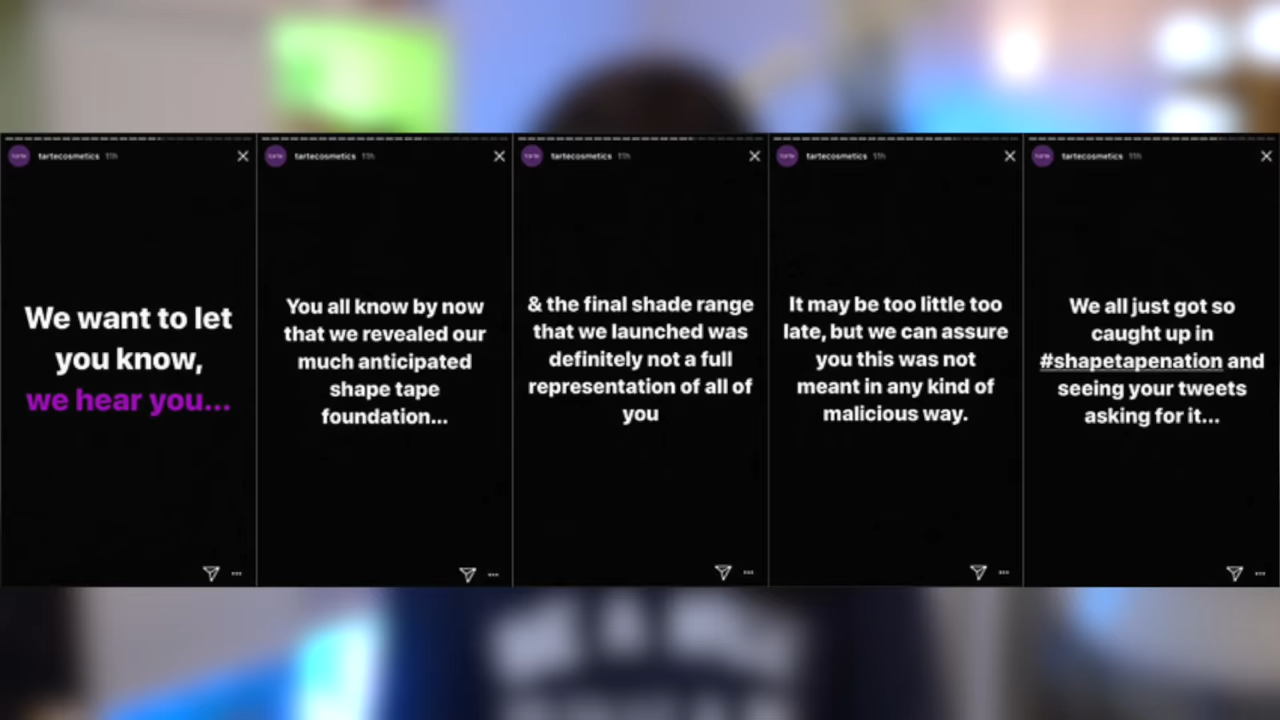 tartecosmetics 11h
We want to let
you know,
we hear you...
tartecosmetics 11h
You all know by now
that we revealed our
much anticipated
shape tape
foundation...
tartecosmetics 11h
& the final shade range
that we launched was
definitely not a full
representation of all of
you
tartecosmetics 11h
It may be too little too
late, but we can assure
you this was not
meant in any kind of
malicious way.
tartecosmetics 11h
We all just got so
caught up in
#shapetapenation and
seeing your tweets
asking for it...